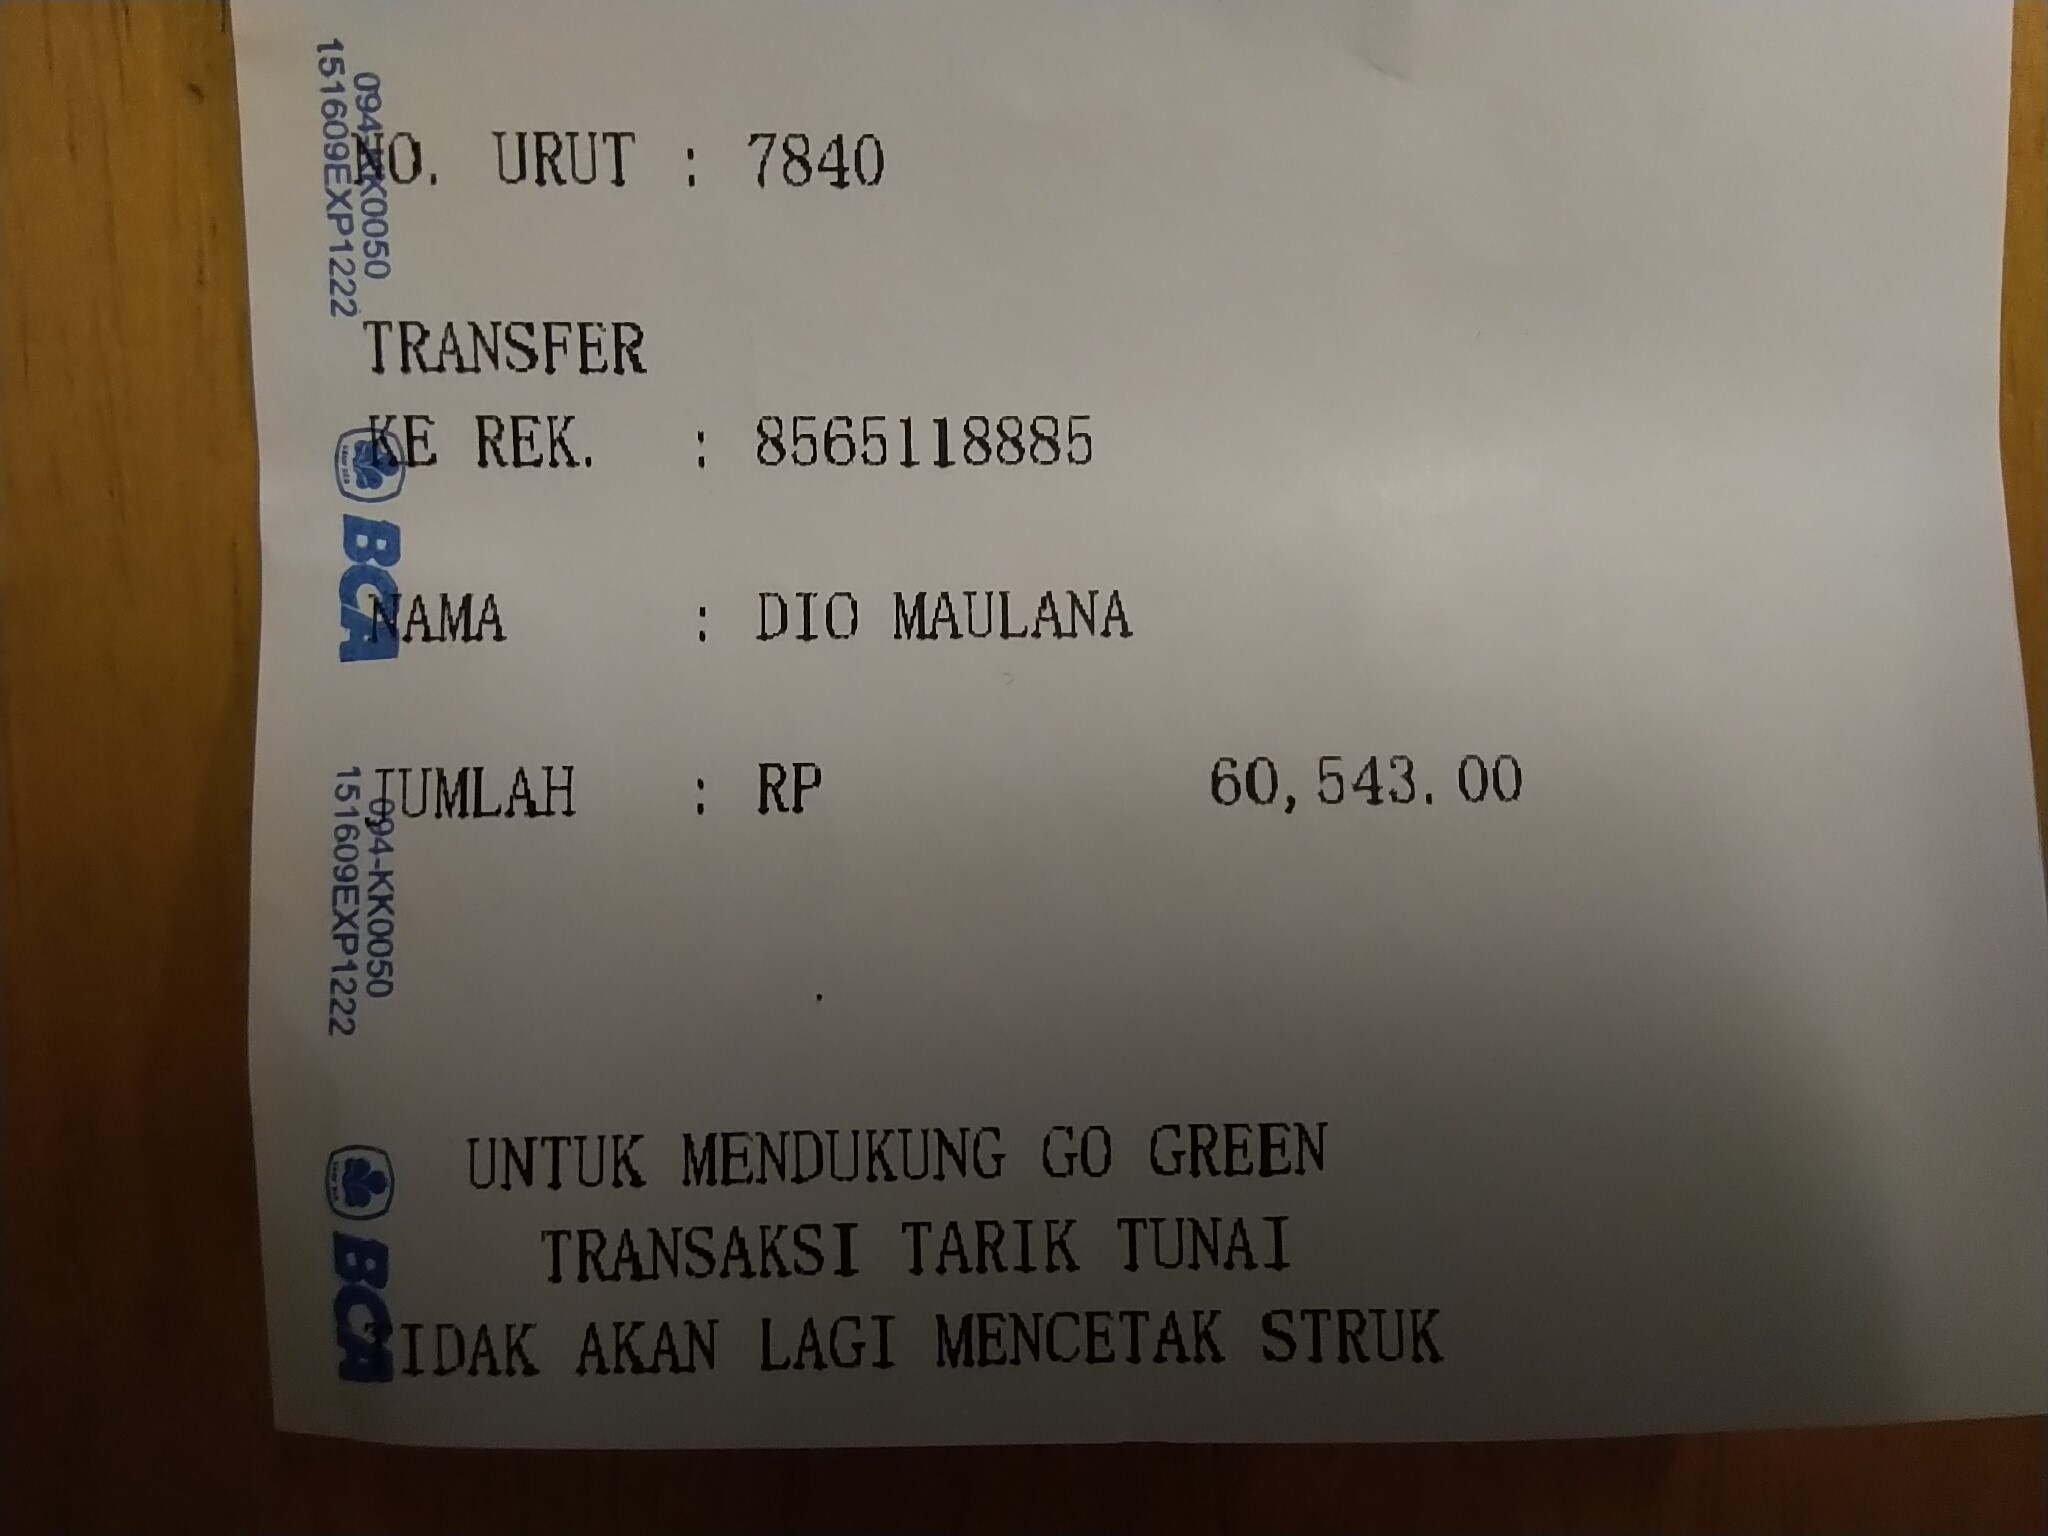 094-KK0050
151609EXP1222
NO. URUT : 7840
TRANSFER
KE REK. : 8565118885
BCA
NAMA : DIO MAULANA
JUMLAH : RP 60,543.00
094-KK0050
151609EXP1222
UNTUK MENDUKUNG GO GREEN
TRANSAKSI TARIK TUNAI
TIDAK AKAN LAGI MENCETAK STRUK
BCA